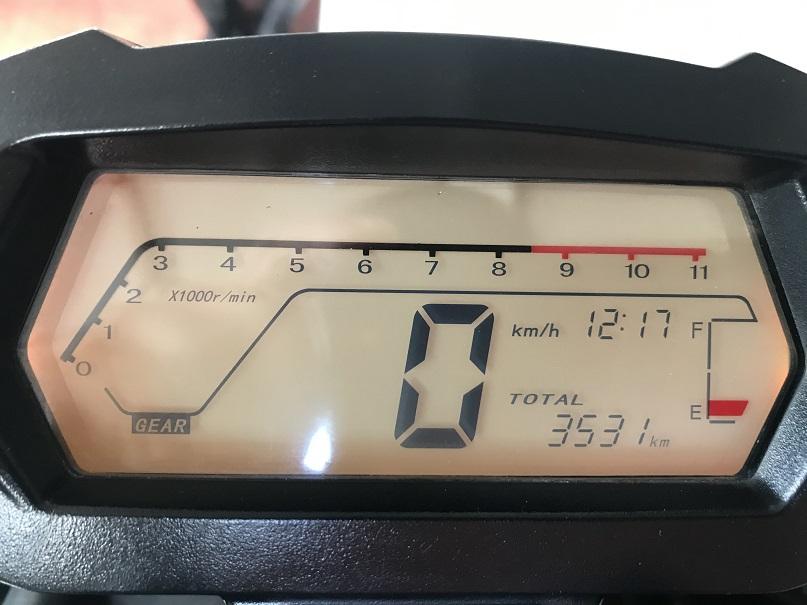 3 4 5 6 7 8 9 10 11
2 X1000r/min
1
0
km/h 12:17 F
0
TOTAL E
GEAR 3531 km